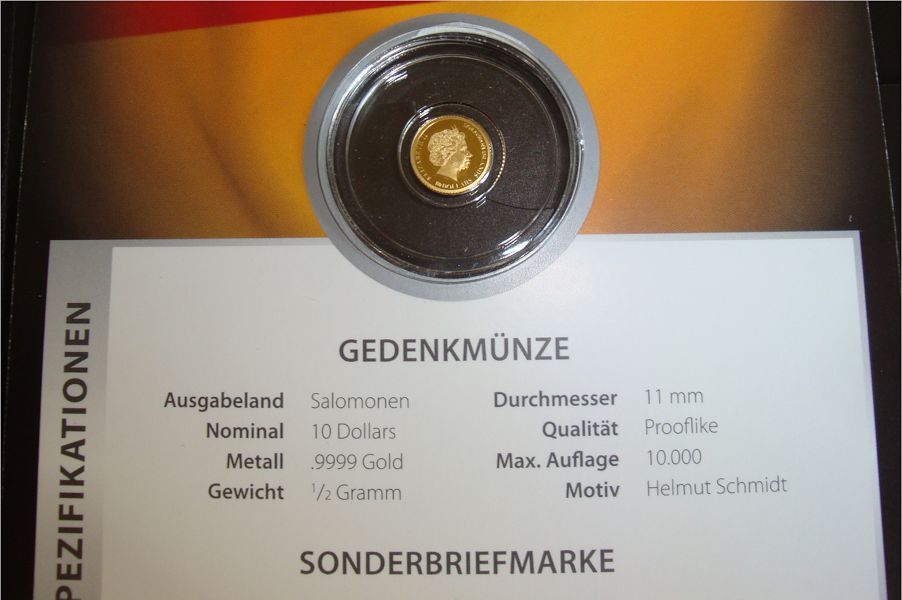 GEDENKMÜNZE
Ausgabeland Salomonen
Nominal 10 Dollars
Metall .9999 Gold
Gewicht 1/2 Gramm
Durchmesser 11 mm
Qualität Prooflike
Max. Auflage 10.000
Motiv Helmut Schmidt
SONDERBRIEFMARKE
PEZIFIKATIONEN